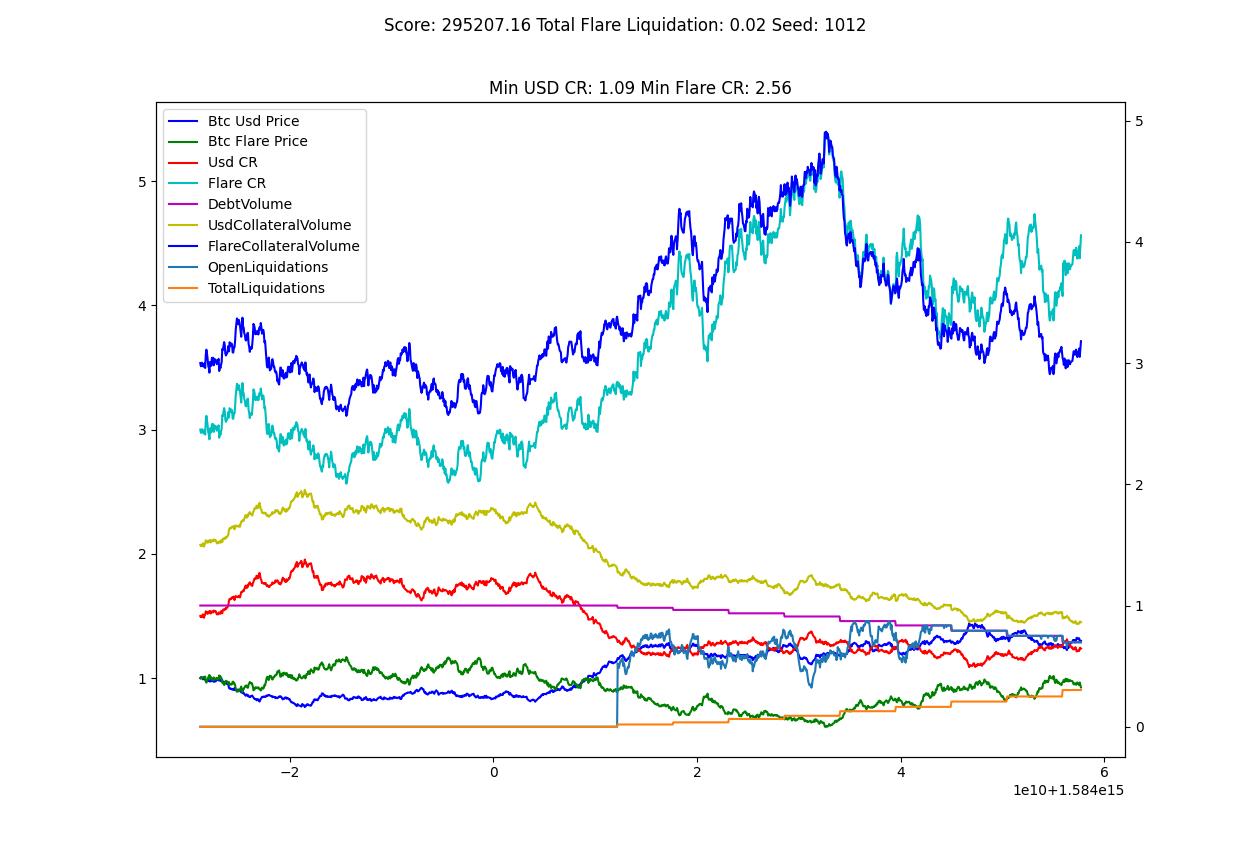 Score: 295207.16 Total Flare Liquidation: 0.02 Seed: 1012
Min USD CR: 1.09 Min Flare CR: 2.56
Btc Usd Price
Btc Flare Price
Usd CR
Flare CR
DebtVolume
UsdCollateralVolume
FlareCollateralVolume
OpenLiquidations
TotalLiquidations
5
4
3
2
1
5
4
3
2
1
0
−2 0 2 4 6
1e10+1.584e15